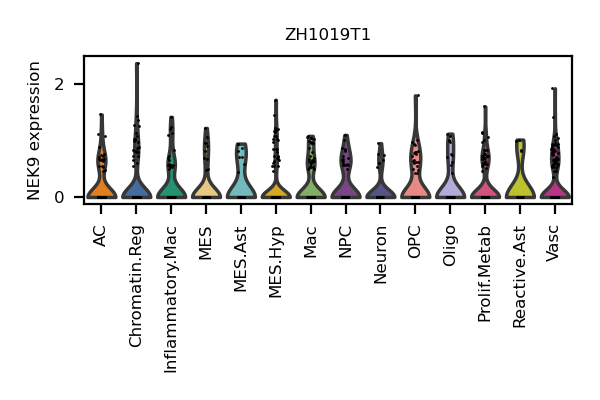 ZH1019T1
NEK9 expression
2
0
AC
Chromatin.Reg
Inflammatory.Mac
MES
MES.Ast
MES.Hyp
Mac
NPC
Neuron
OPC
Oligo
Prolif.Metab
Reactive.Ast
Vasc